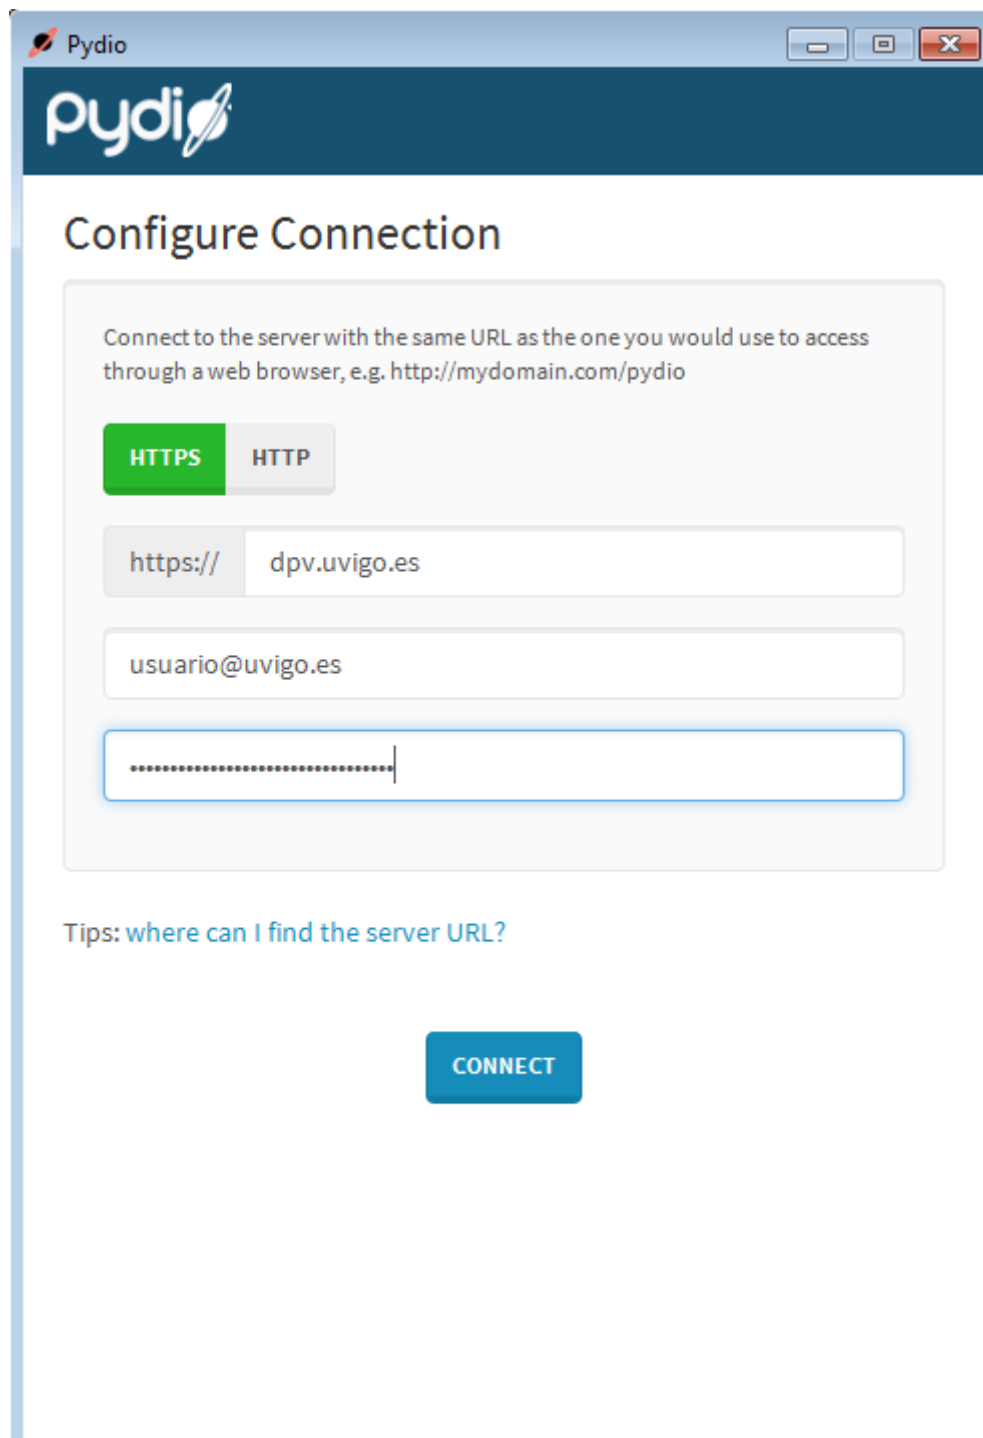 Pydio
pydio
Configure Connection
Connect to the server with the same URL as the one you would use to access
through a web browser, e.g. http://mydomain.com/pydio
HTTPS HTTP
https:// dpv.uvigo.es
usuario@uvigo.es
•••••••••••••••••••••••••••••••••
Tips: where can I find the server URL?
CONNECT